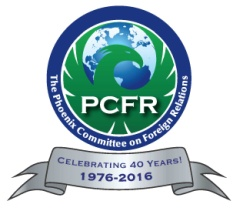 The Phoenix Committee on Foreign Relations
PCFR
CELEBRATING 40 YEARS!
1976-2016